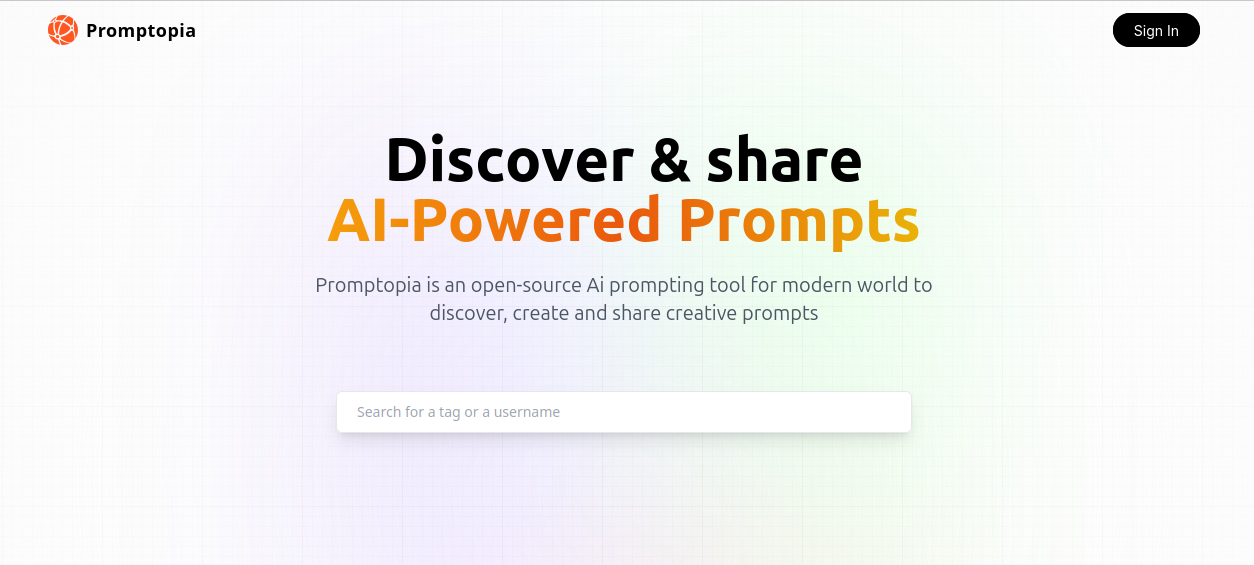 Promptopia
Sign In
Discover & share
AI-Powered Prompts
Promptopia is an open-source Ai prompting tool for modern world to
discover, create and share creative prompts
Search for a tag or a username